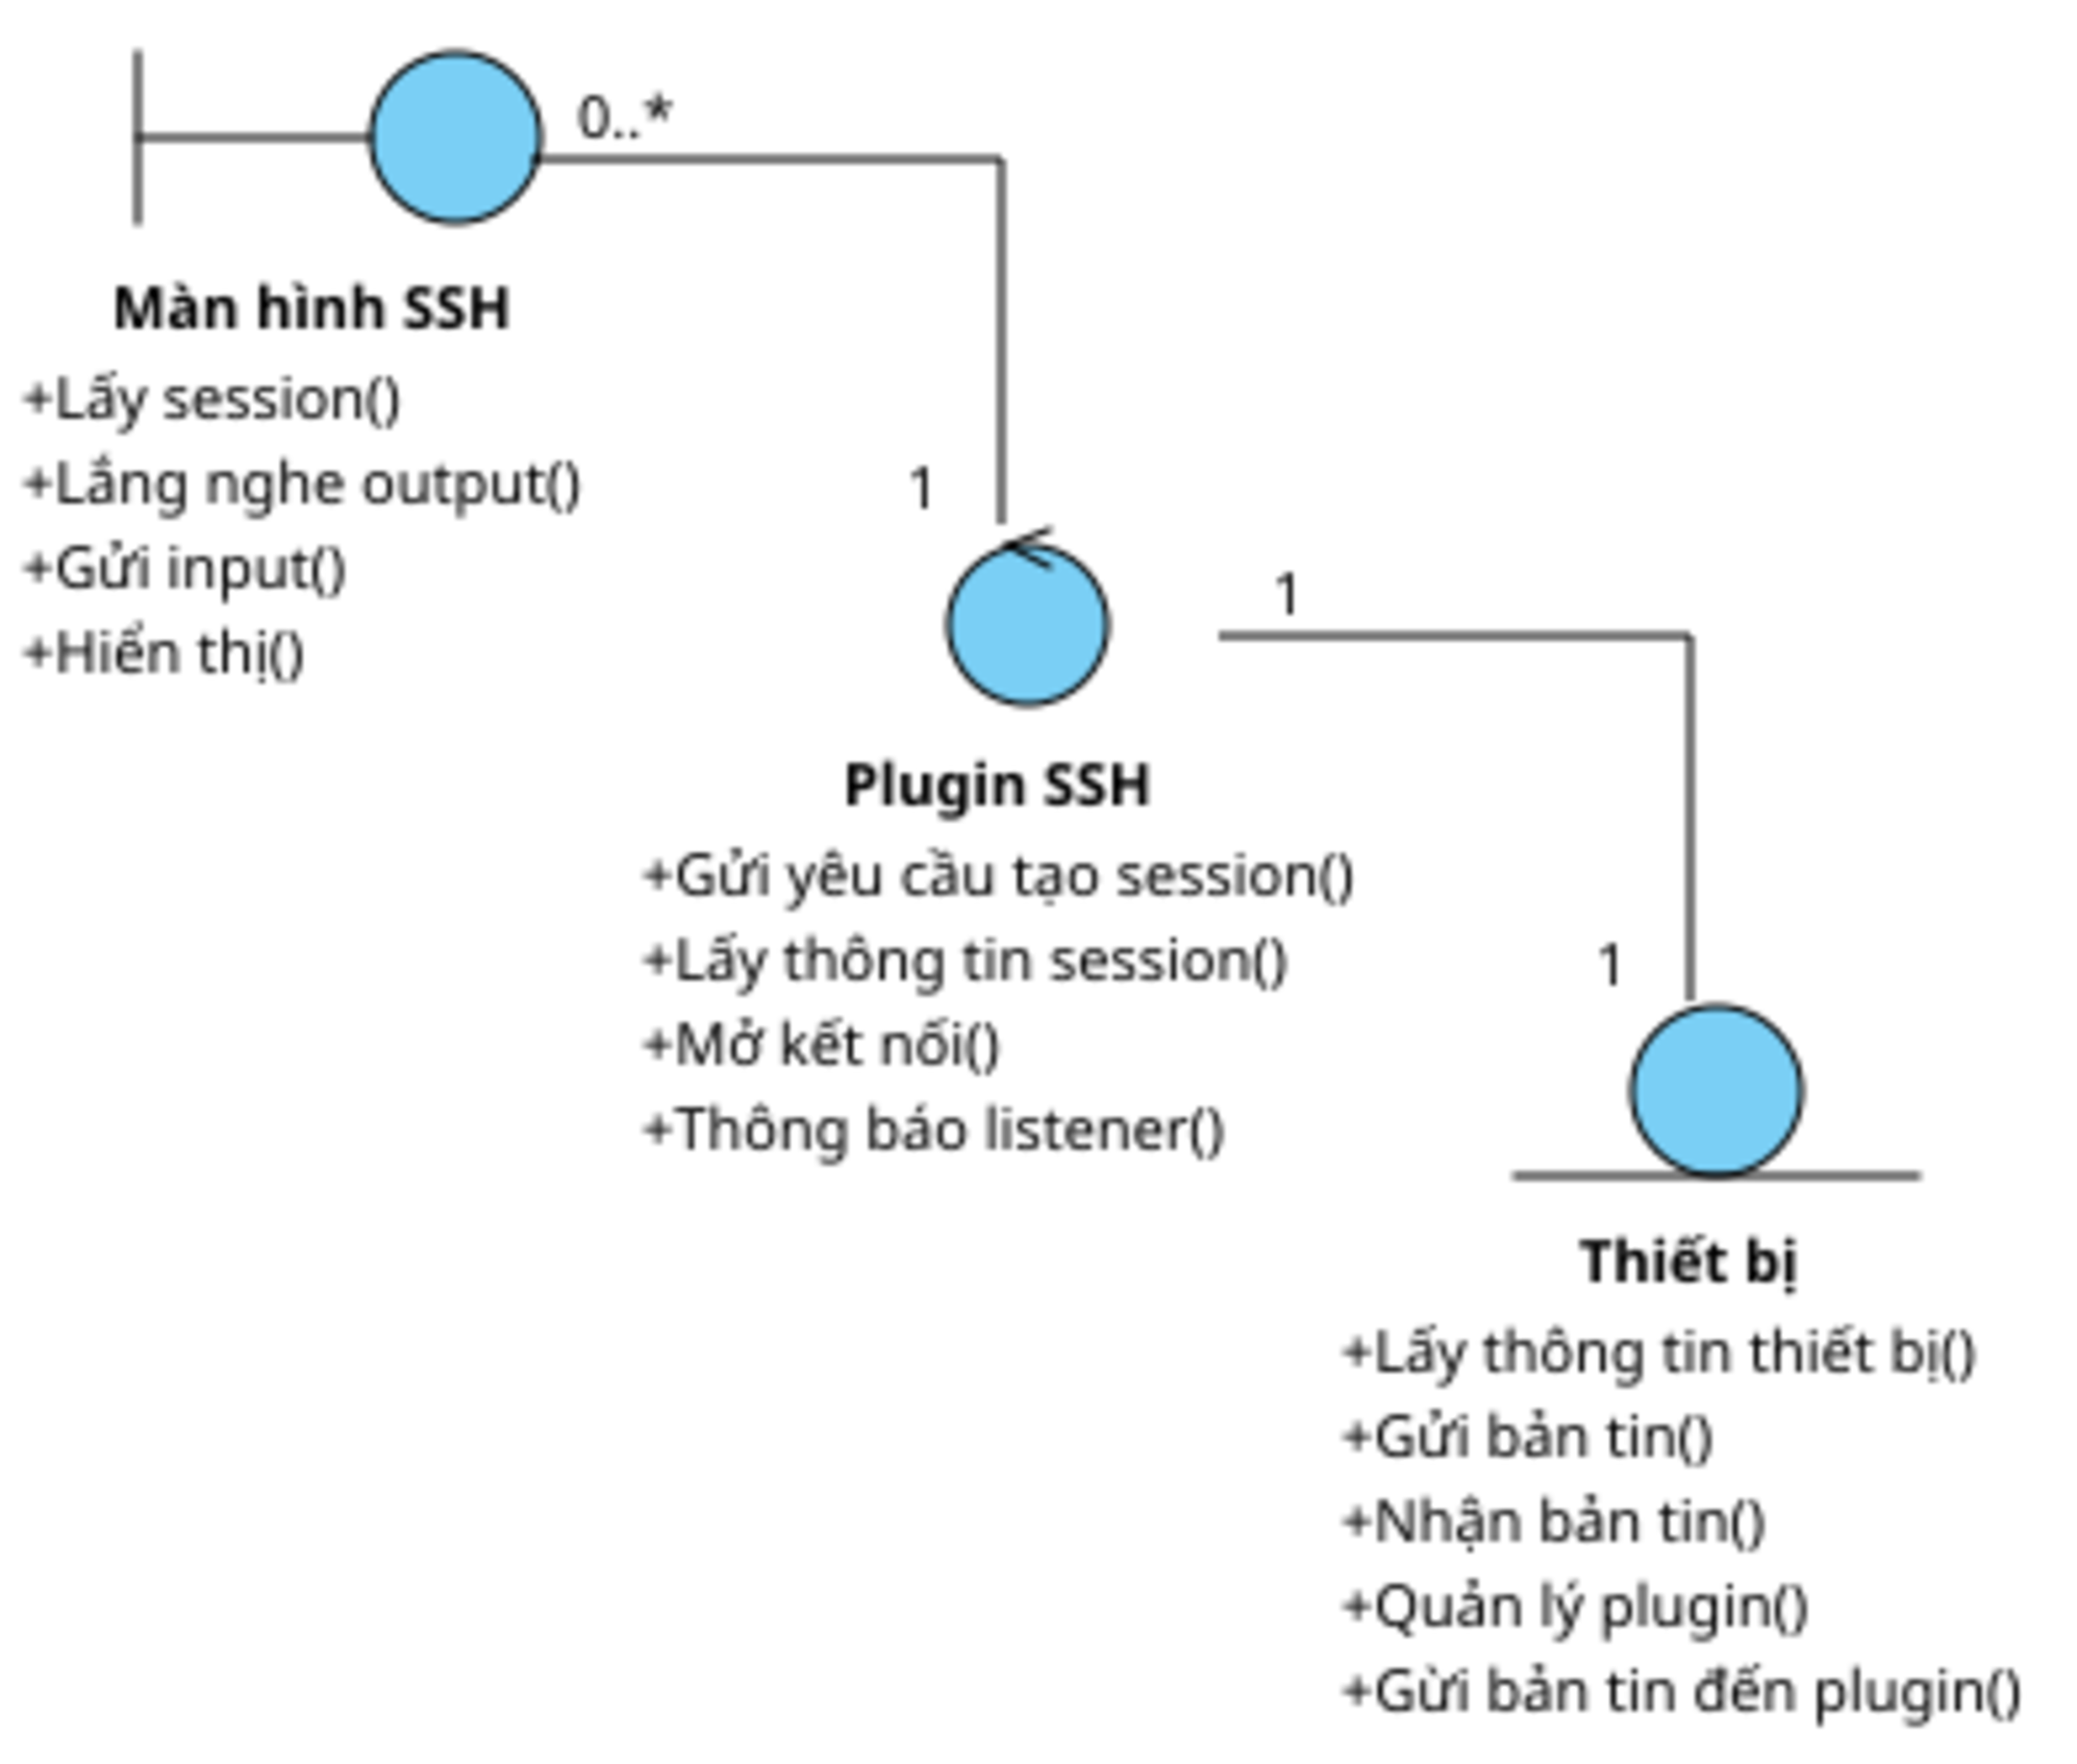 0..*
Màn hình SSH
+Lấy session()
+Lắng nghe output()
+Gửi input()
+Hiển thị()
1
1
Plugin SSH
+Gửi yêu cầu tạo session()
+Lấy thông tin session()
+Mở kết nối()
+Thông báo listener()
1
Thiết bị
+Lấy thông tin thiết bị()
+Gửi bản tin()
+Nhận bản tin()
+Quản lý plugin()
+Gừi bản tin đến plugin()